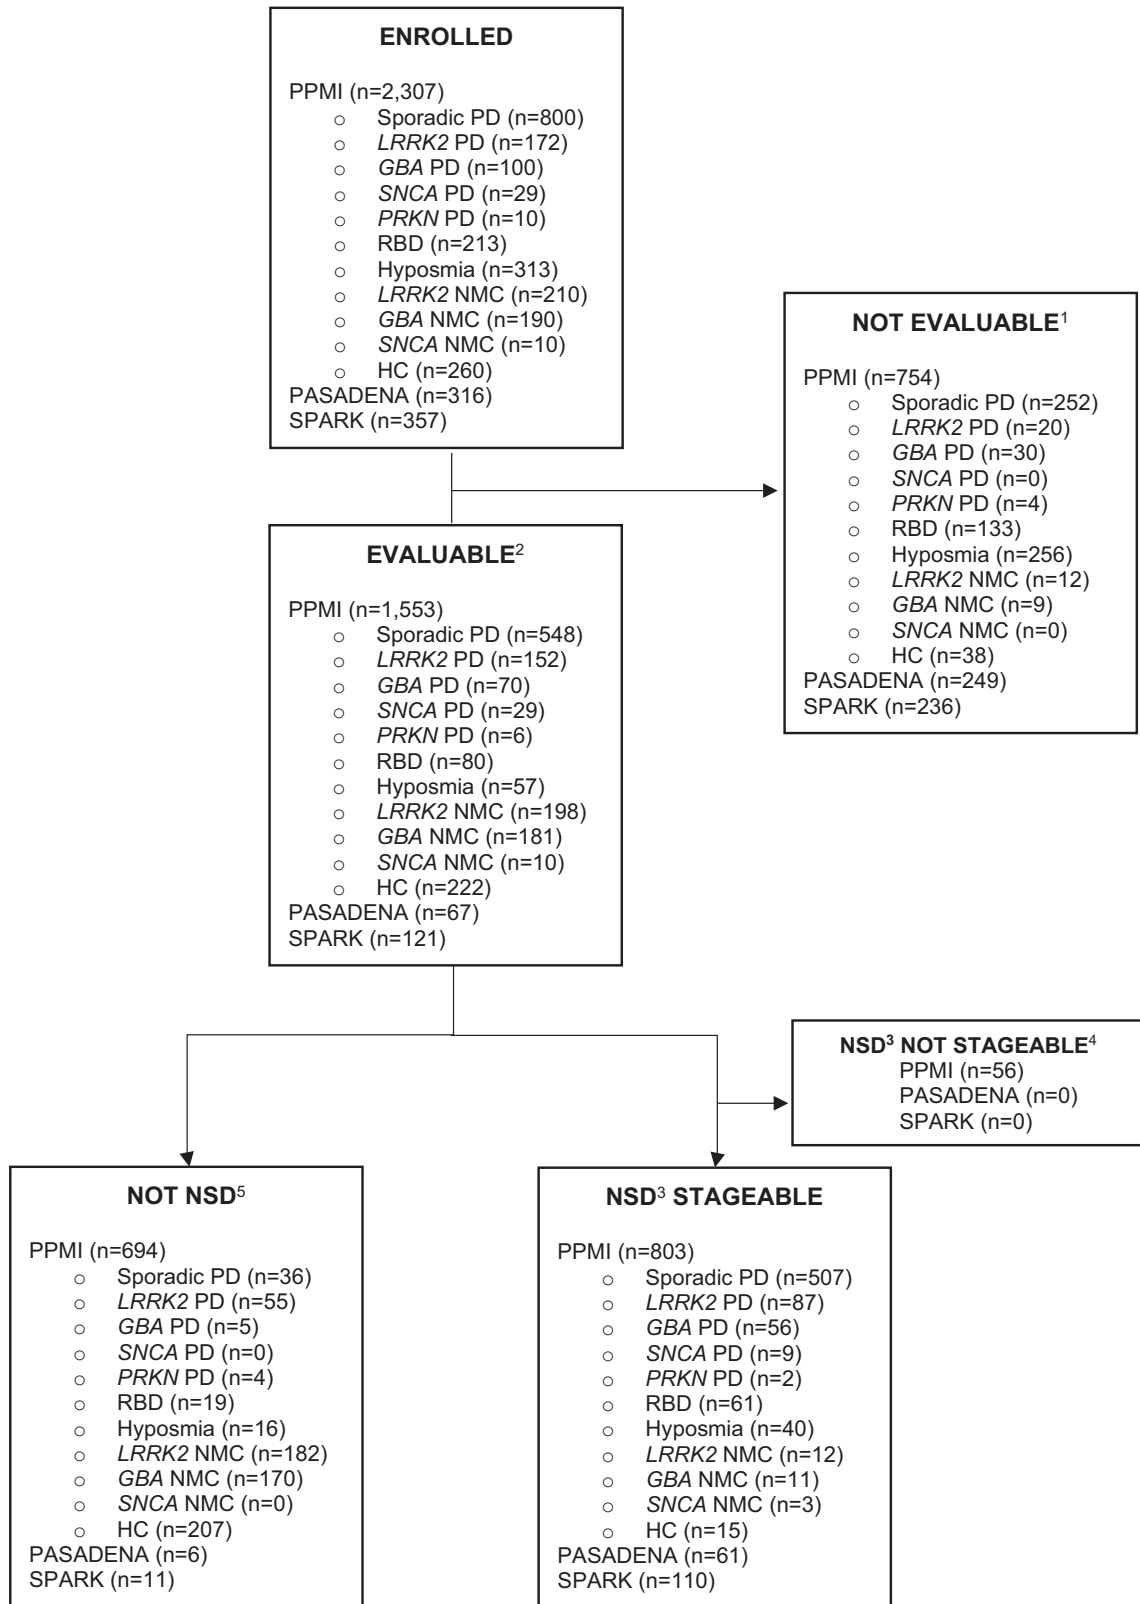 ENROLLED
PPMI (n=2,307)
o Sporadic PD (n=800)
o LRRK2 PD (n=172)
o GBA PD (n=100)
o SNCA PD (n=29)
o PRKN PD (n=10)
o RBD (n=213)
o Hyposmia (n=313)
o LRRK2 NMC (n=210)
o GBA NMC (n=190)
o SNCA NMC (n=10)
o HC (n=260)
PASADENA (n=316)
SPARK (n=357)
NOT EVALUABLE¹
PPMI (n=754)
o Sporadic PD (n=252)
o LRRK2 PD (n=20)
o GBA PD (n=30)
o SNCA PD (n=0)
o PRKN PD (n=4)
o RBD (n=133)
o Hyposmia (n=256)
o LRRK2 NMC (n=12)
o GBA NMC (n=9)
o SNCA NMC (n=0)
o HC (n=38)
PASADENA (n=249)
SPARK (n=236)
EVALUABLE²
PPMI (n=1,553)
o Sporadic PD (n=548)
o LRRK2 PD (n=152)
o GBA PD (n=70)
o SNCA PD (n=29)
o PRKN PD (n=6)
o RBD (n=80)
o Hyposmia (n=57)
o LRRK2 NMC (n=198)
o GBA NMC (n=181)
o SNCA NMC (n=10)
o HC (n=222)
PASADENA (n=67)
SPARK (n=121)
NSD³ NOT STAGEABLE⁴
PPMI (n=56)
PASADENA (n=0)
SPARK (n=0)
NOT NSD⁵
PPMI (n=694)
o Sporadic PD (n=36)
o LRRK2 PD (n=55)
o GBA PD (n=5)
o SNCA PD (n=0)
o PRKN PD (n=4)
o RBD (n=19)
o Hyposmia (n=16)
o LRRK2 NMC (n=182)
o GBA NMC (n=170)
o SNCA NMC (n=0)
o HC (n=207)
PASADENA (n=6)
SPARK (n=11)
NSD³ STAGEABLE
PPMI (n=803)
o Sporadic PD (n=507)
o LRRK2 PD (n=87)
o GBA PD (n=56)
o SNCA PD (n=9)
o PRKN PD (n=2)
o RBD (n=61)
o Hyposmia (n=40)
o LRRK2 NMC (n=12)
o GBA NMC (n=11)
o SNCA NMC (n=3)
o HC (n=15)
PASADENA (n=61)
SPARK (n=110)